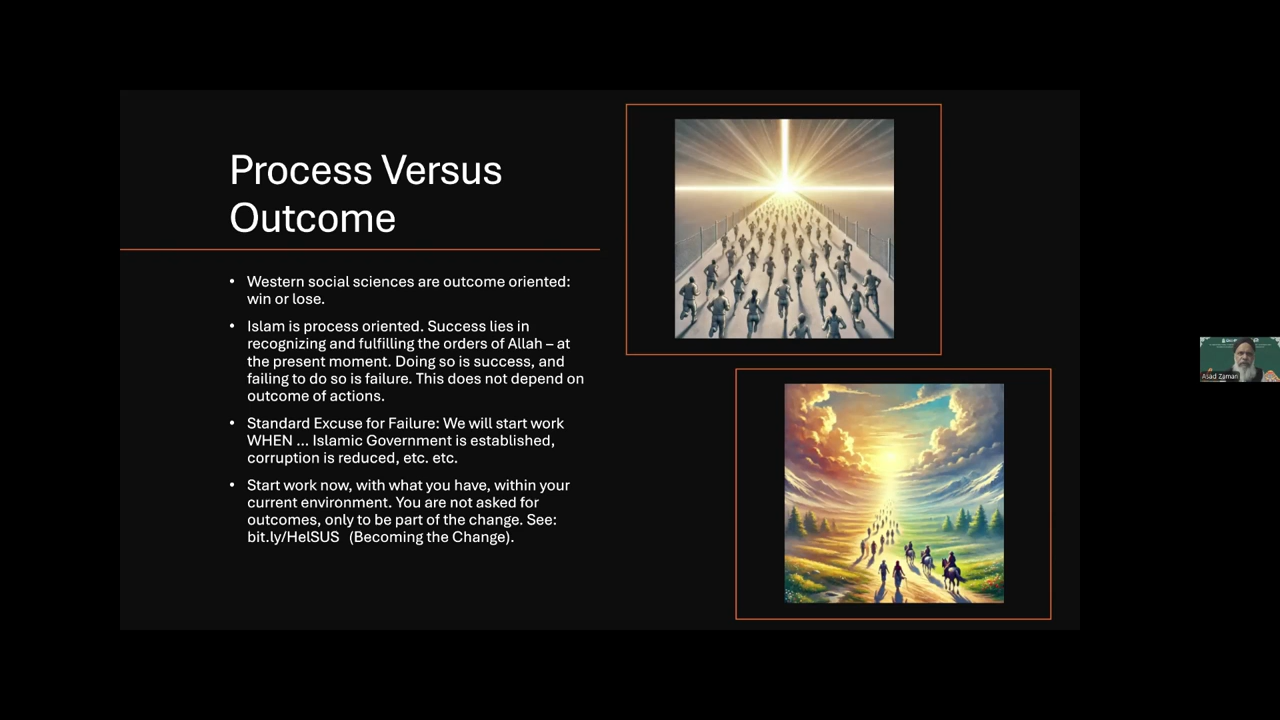 Process Versus
Outcome
• Western social sciences are outcome oriented:
win or lose.
• Islam is process oriented. Success lies in
recognizing and fulfilling the orders of Allah – at
the present moment. Doing so is success, and
failing to do so is failure. This does not depend on
outcome of actions.
• Standard Excuse for Failure: We will start work
WHEN … Islamic Government is established,
corruption is reduced, etc. etc.
• Start work now, with what you have, within your
current environment. You are not asked for
outcomes, only to be part of the change. See:
bit.ly/HelSUS (Becoming the Change).
Asad Zaman